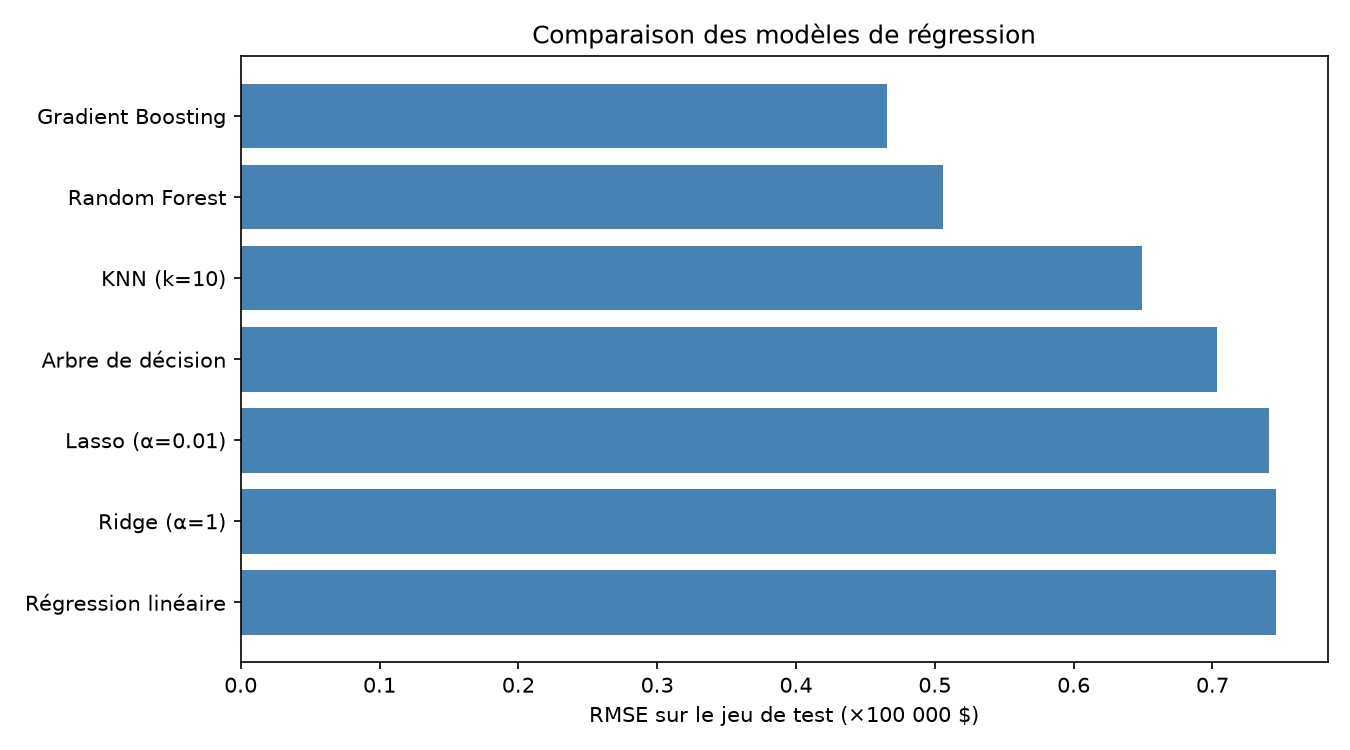 Comparaison des modèles de régression
Gradient Boosting
Random Forest
KNN (k=10)
Arbre de décision
Lasso (α=0.01)
Ridge (α=1)
Régression linéaire
0.0 0.1 0.2 0.3 0.4 0.5 0.6 0.7
RMSE sur le jeu de test (×100 000 $)